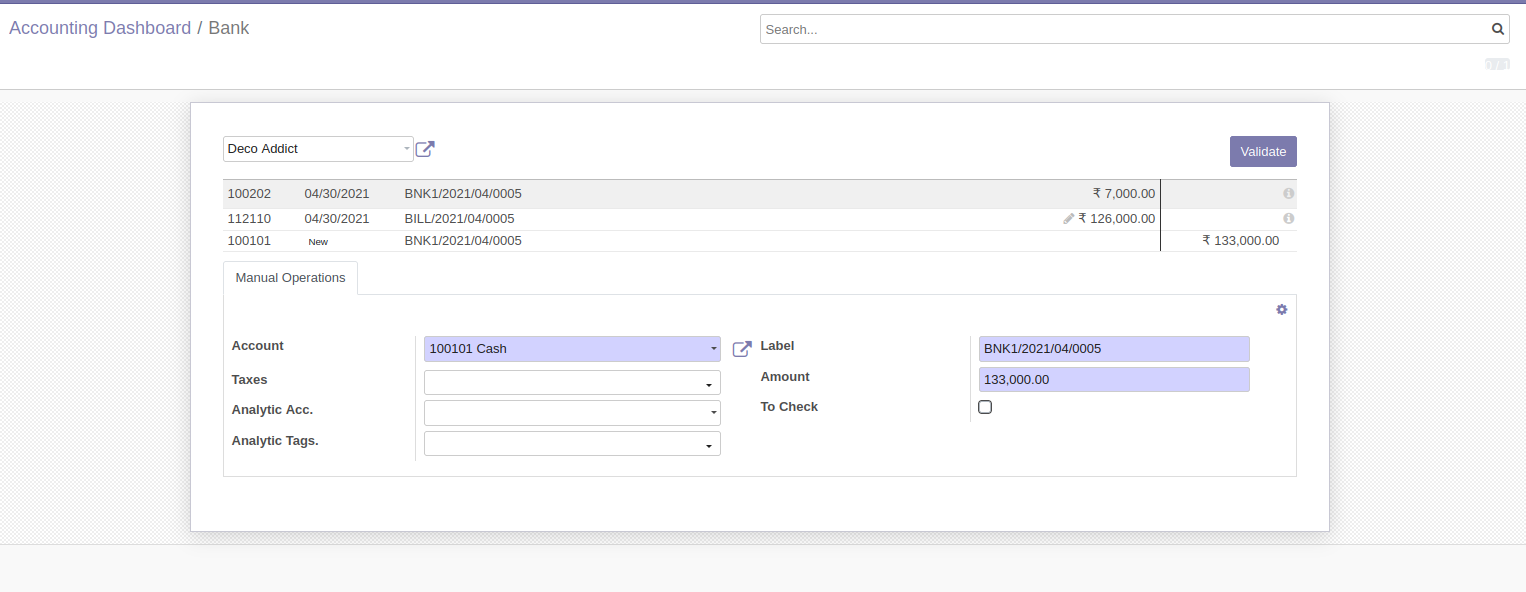 Accounting Dashboard / Bank
Search...
0 / 1
Deco Addict
Validate
100202 04/30/2021 BNK1/2021/04/0005 ₹ 7,000.00
112110 04/30/2021 BILL/2021/04/0005 ₹ 126,000.00
100101 New BNK1/2021/04/0005 ₹ 133,000.00
Manual Operations
Account 100101 Cash Label BNK1/2021/04/0005
Taxes Amount 133,000.00
Analytic Acc. To Check
Analytic Tags.